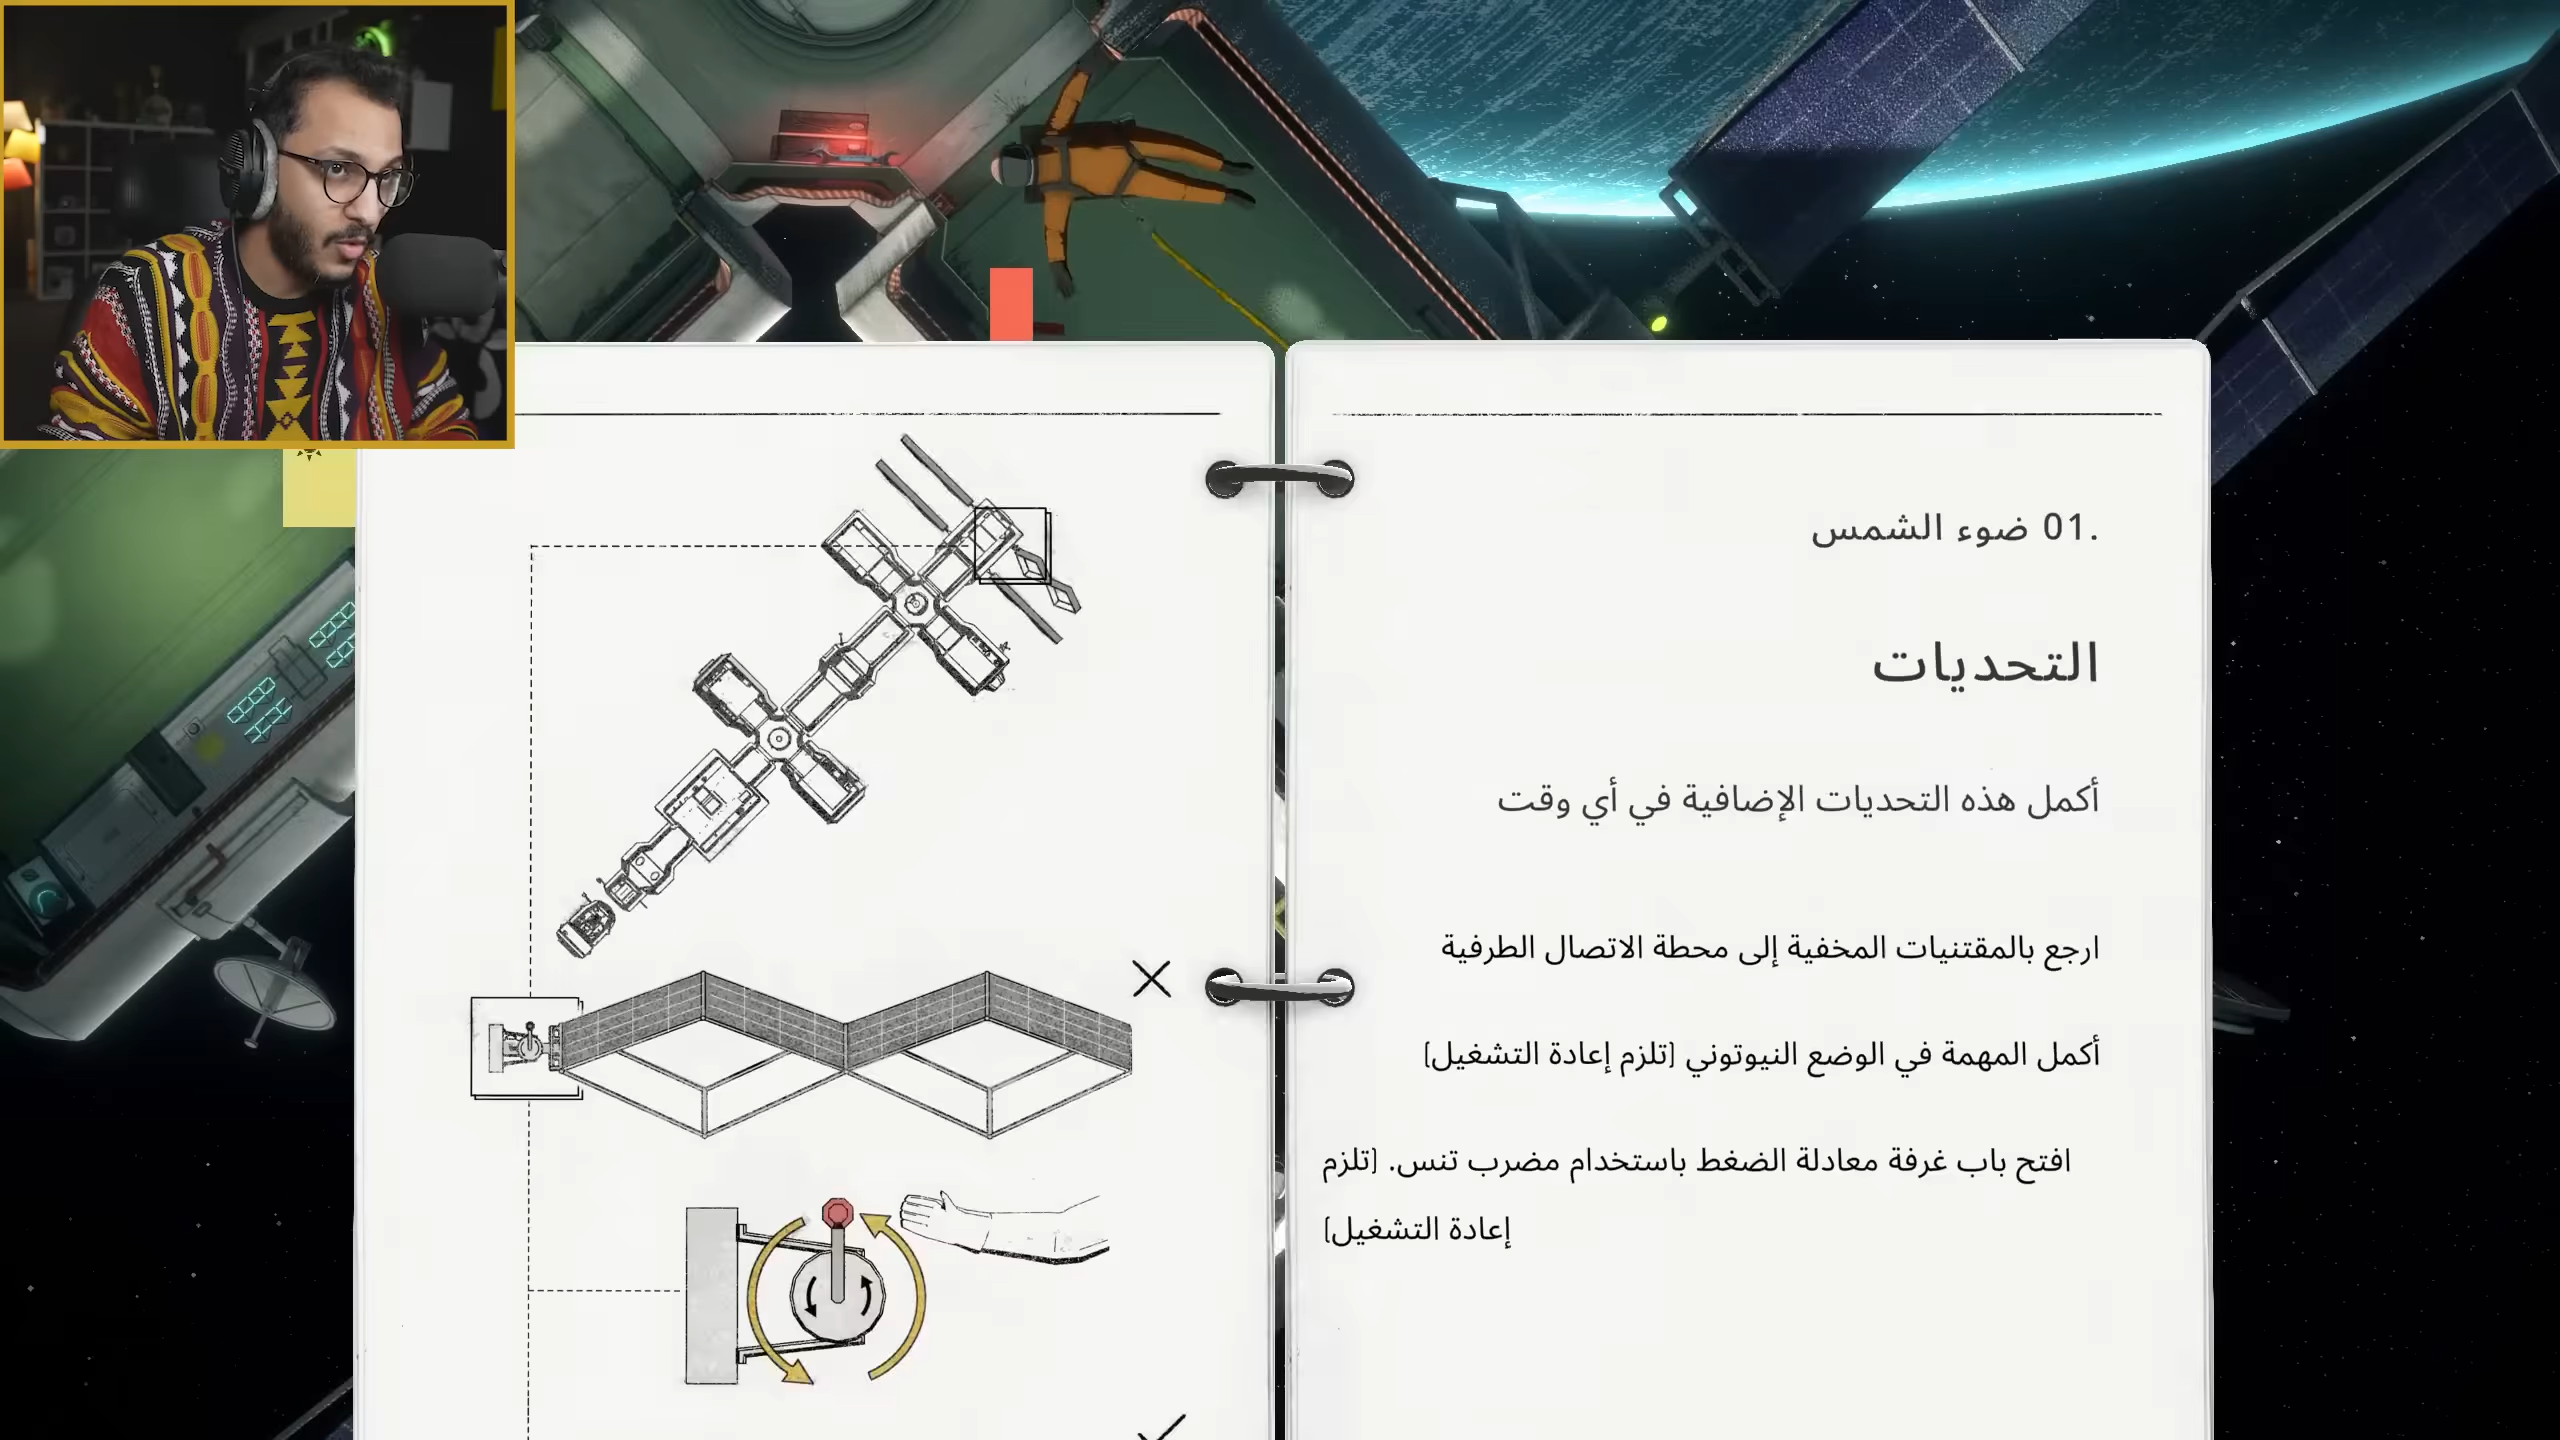 01. ضوء الشمس
التحديات
أكمل هذه التحديات الإضافية في أي وقت
ارجع بالمقتنيات المخفية إلى محطة الاتصال الطرفية
أكمل المهمة في الوضع النيوتوني [تلزم إعادة التشغيل]
افتح باب غرفة معادلة الضغط باستخدام مضرب تنس. [تلزم
إعادة التشغيل]